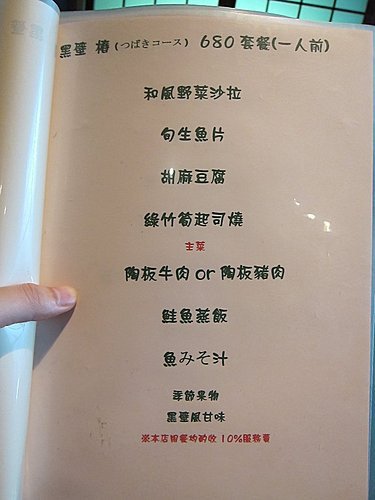 黑壁 椿(つばきコース) 680 套餐(一人前)
和風野菜沙拉
旬生魚片
胡麻豆腐
綠竹筍起司燒
主菜
陶板牛肉 or 陶板豬肉
鮭魚蒸飯
魚みそ汁
季節果物
黑壁風甘味
※本店用餐均酌收 10%服務費